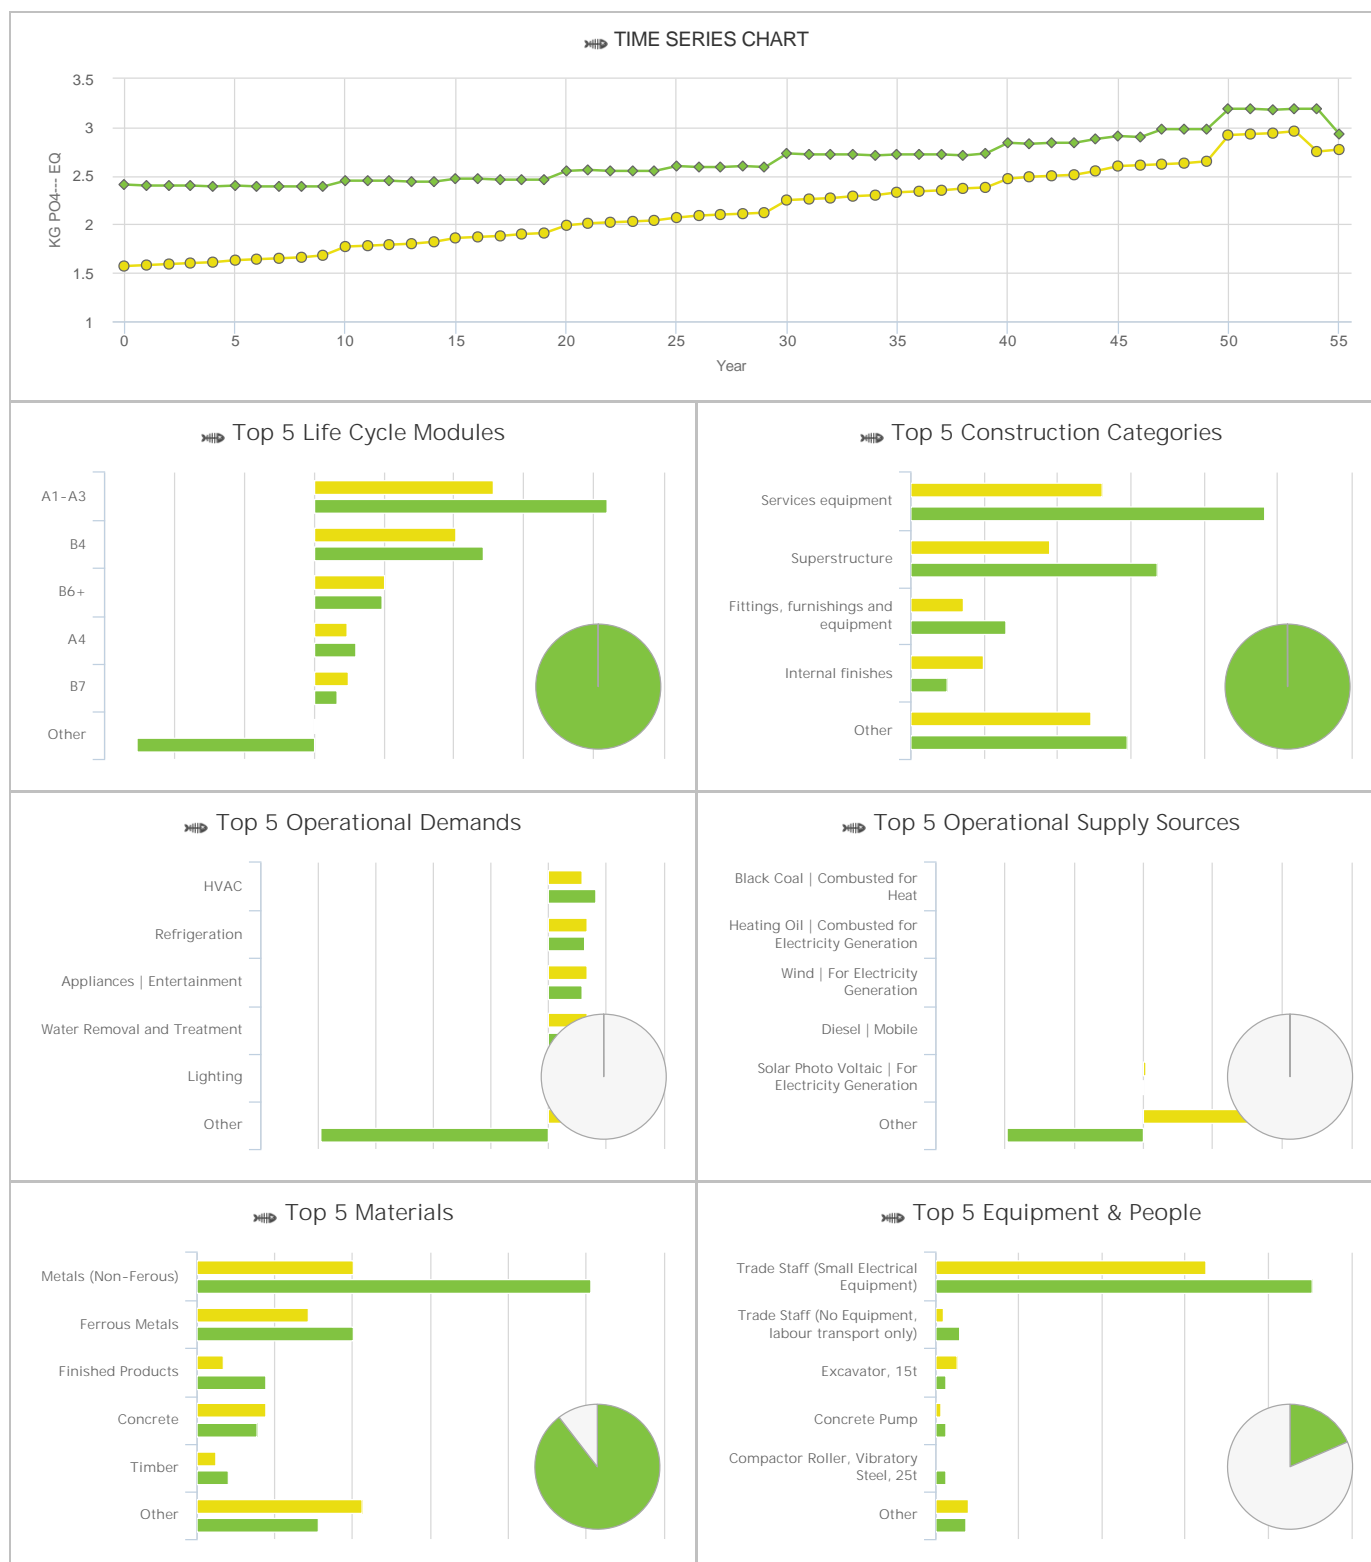 TIME SERIES CHART
KG PO4--- EQ
3.5
3
2.5
2
1.5
1
0 5 10 15 20 25 30 35 40 45 50 55
Year
Top 5 Life Cycle Modules
A1-A3
B4
B6+
A4
B7
Other
Top 5 Construction Categories
Services equipment
Superstructure
Fittings, furnishings and
equipment
Internal finishes
Other
Top 5 Operational Demands
HVAC
Refrigeration
Appliances | Entertainment
Water Removal and Treatment
Lighting
Other
Top 5 Operational Supply Sources
Black Coal | Combusted for
Heat
Heating Oil | Combusted for
Electricity Generation
Wind | For Electricity
Generation
Diesel | Mobile
Solar Photo Voltaic | For
Electricity Generation
Other
Top 5 Materials
Metals (Non-Ferous)
Ferrous Metals
Finished Products
Concrete
Timber
Other
Top 5 Equipment & People
Trade Staff (Small Electrical
Equipment)
Trade Staff (No Equipment,
labour transport only)
Excavator, 15t
Concrete Pump
Compactor Roller, Vibratory
Steel, 25t
Other